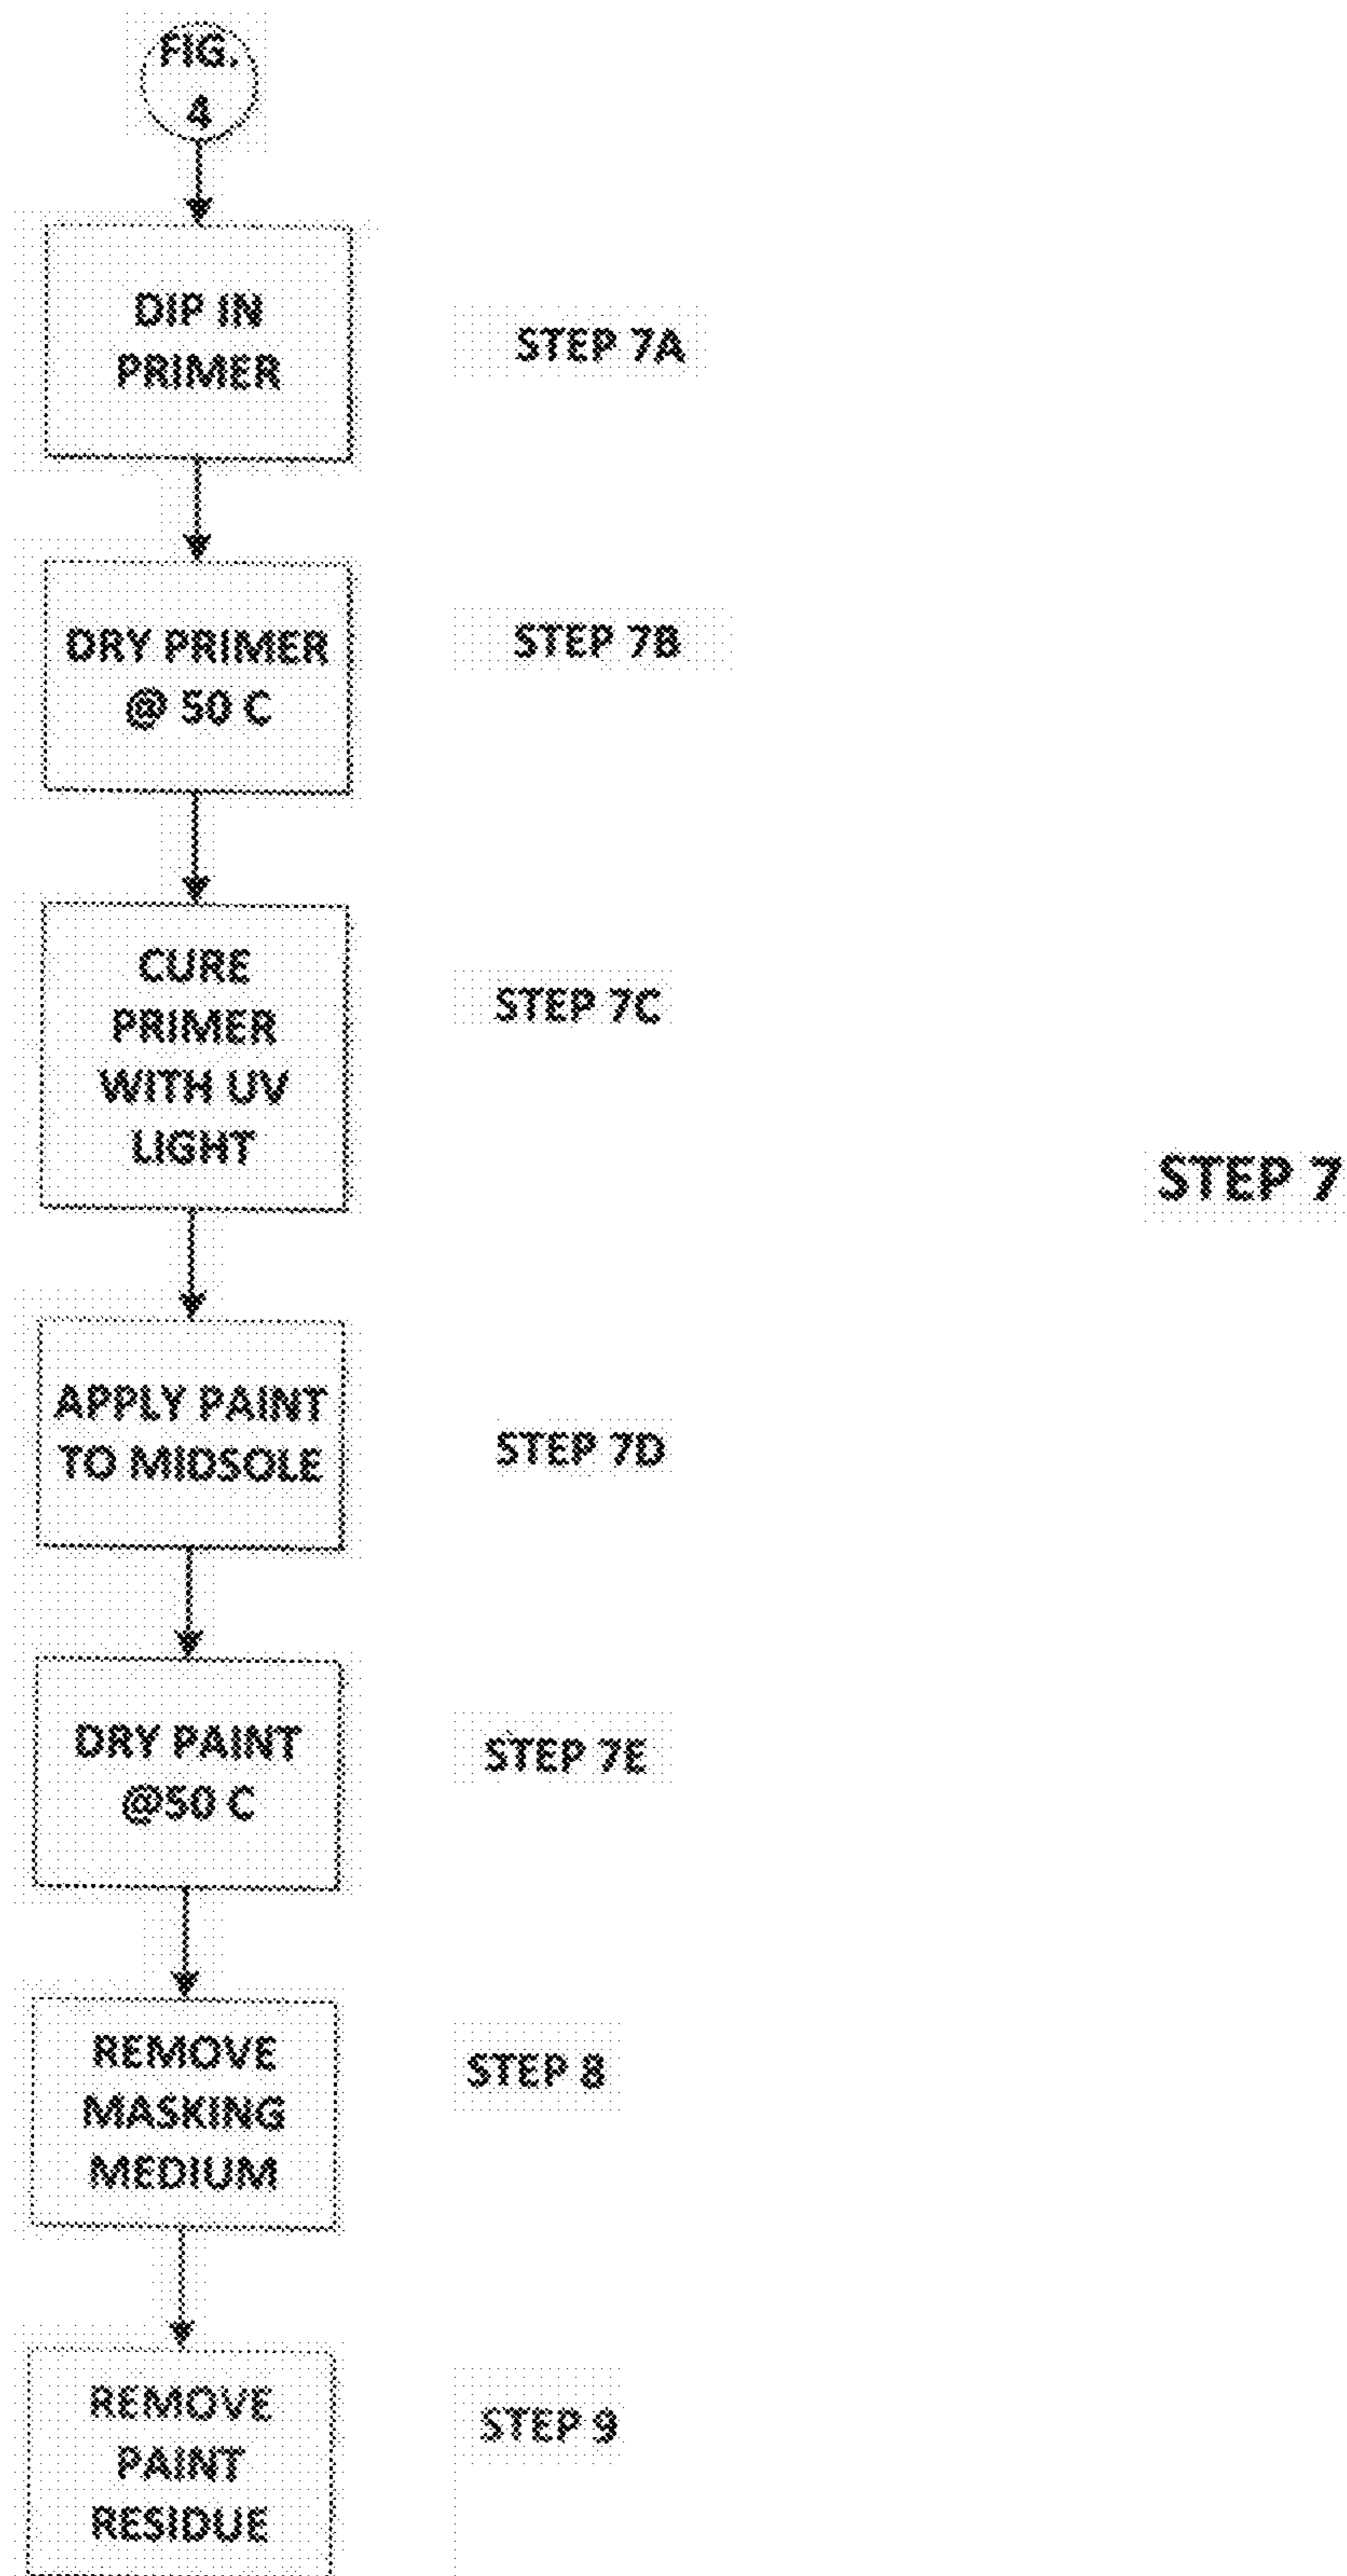 FIG.
4
DIP IN
PRIMER
STEP 7A
DRY PRIMER
@ 50 C
STEP 7B
CURE
PRIMER
WITH UV
LIGHT
STEP 7C
STEP 7
APPLY PAINT
TO MIDSOLE
STEP 7D
DRY PAINT
@50 C
STEP 7E
REMOVE
MASKING
MEDIUM
STEP 8
REMOVE
PAINT
RESIDUE
STEP 9